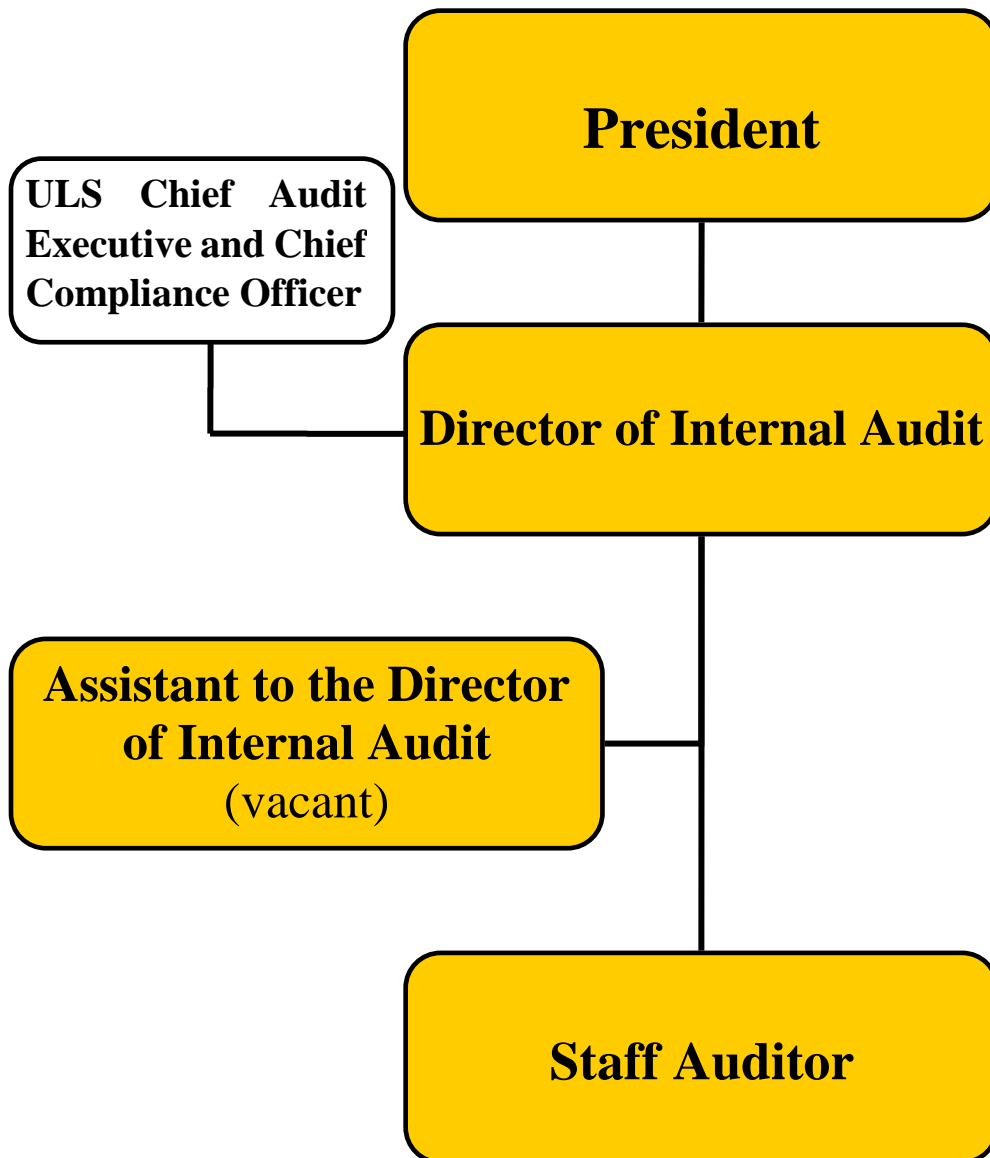 President
ULS Chief Audit
Executive and Chief
Compliance Officer
Director of Internal Audit
Assistant to the Director
of Internal Audit
(vacant)
Staff Auditor